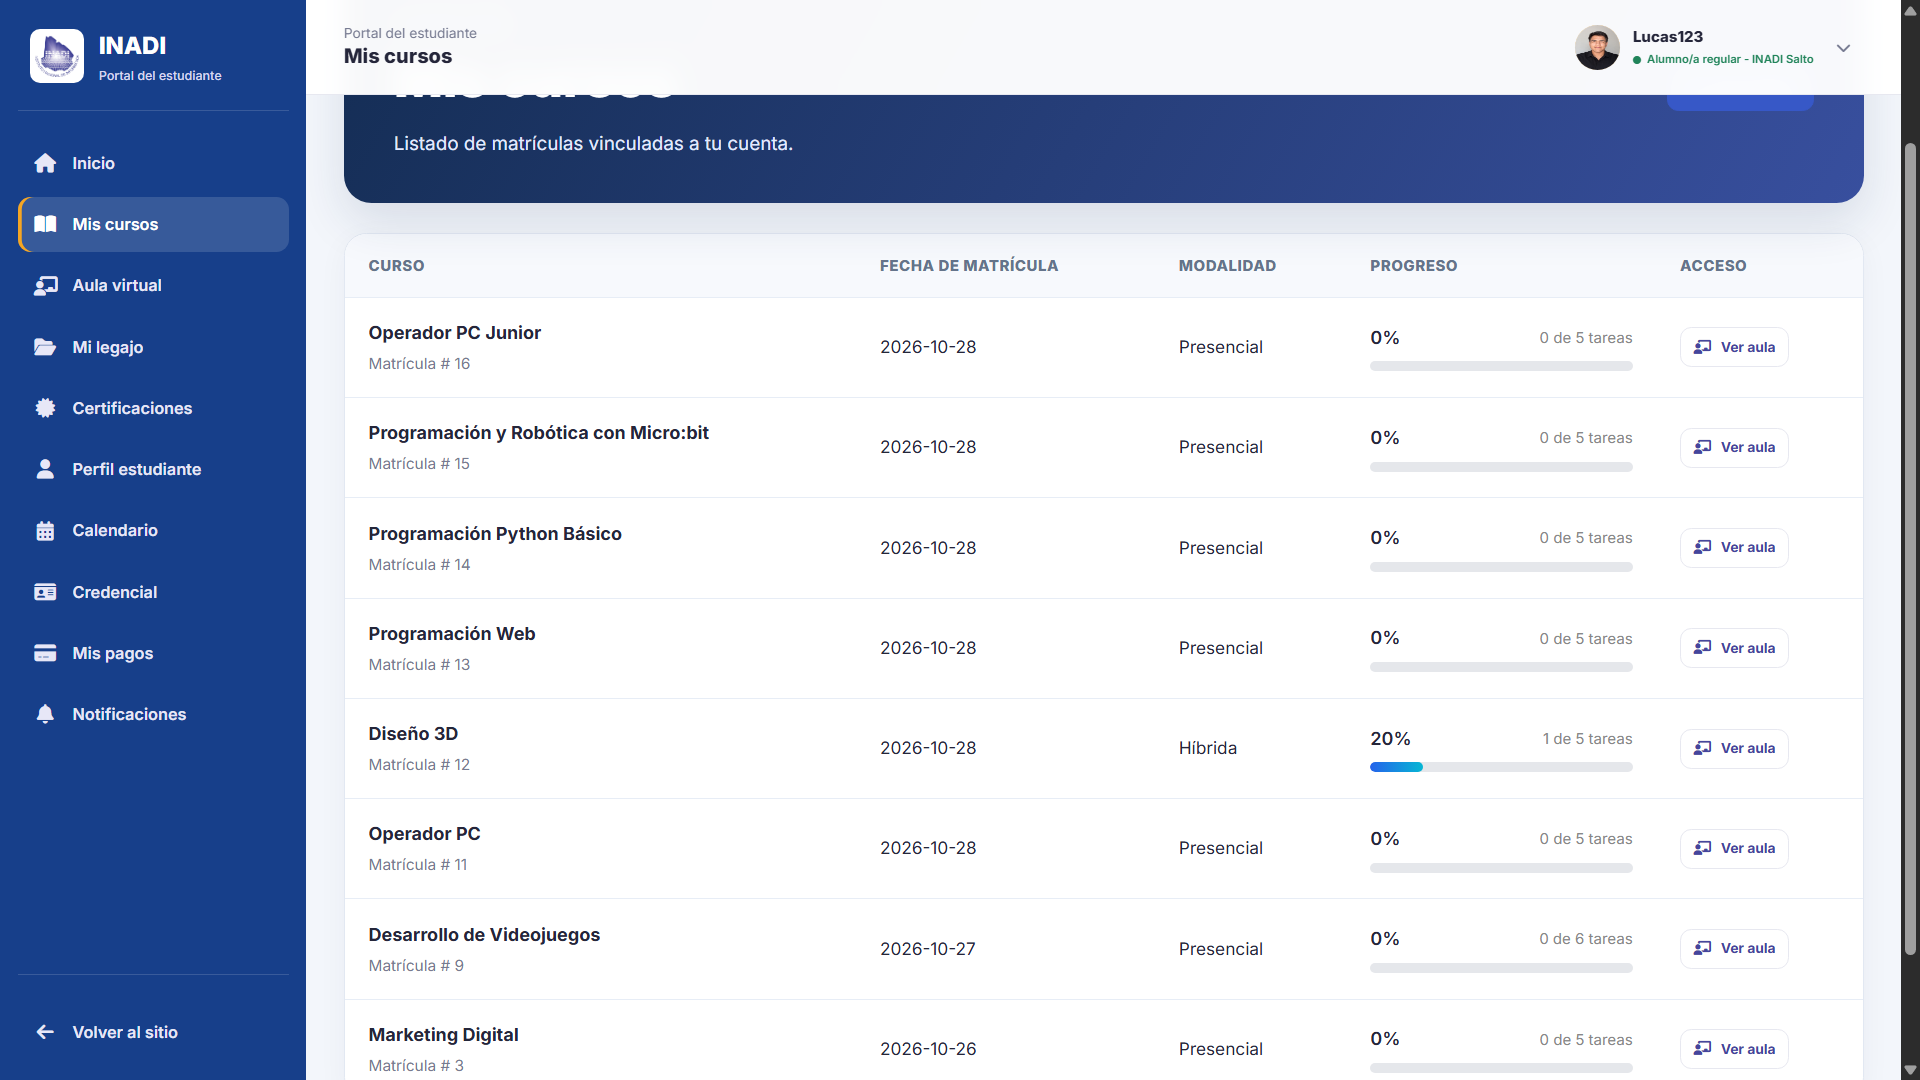 INADI
Portal del estudiante
Inicio
Mis cursos
Aula virtual
Mi legajo
Certificaciones
Perfil estudiante
Calendario
Credencial
Mis pagos
Notificaciones
Volver al sitio
Portal del estudiante
Mis cursos
Lucas123
Alumno/a regular - INADI Salto
Mis cursos
Listado de matrículas vinculadas a tu cuenta.
CURSO FECHA DE MATRÍCULA MODALIDAD PROGRESO ACCESO
Operador PC Junior
Matrícula # 16
2026-10-28
Presencial
0% 0 de 5 tareas
Ver aula
Programación y Robótica con Micro:bit
Matrícula # 15
2026-10-28
Presencial
0% 0 de 5 tareas
Ver aula
Programación Python Básico
Matrícula # 14
2026-10-28
Presencial
0% 0 de 5 tareas
Ver aula
Programación Web
Matrícula # 13
2026-10-28
Presencial
0% 0 de 5 tareas
Ver aula
Diseño 3D
Matrícula # 12
2026-10-28
Híbrida
20% 1 de 5 tareas
Ver aula
Operador PC
Matrícula # 11
2026-10-28
Presencial
0% 0 de 5 tareas
Ver aula
Desarrollo de Videojuegos
Matrícula # 9
2026-10-27
Presencial
0% 0 de 6 tareas
Ver aula
Marketing Digital
Matrícula # 3
2026-10-26
Presencial
0% 0 de 5 tareas
Ver aula